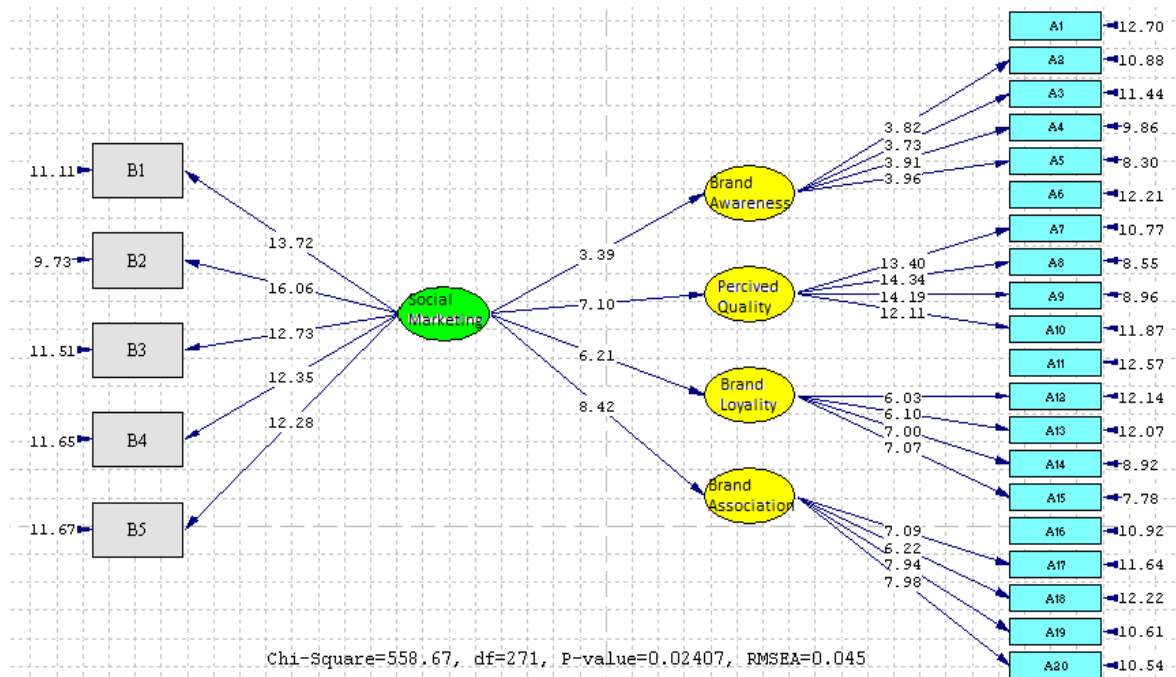 11.11
B1
9.73
B2
11.51
B3
11.65
B4
11.67
B5
13.72
16.06
12.73
12.35
12.28
Social
Marketing
3.39
7.10
6.21
8.42
Brand
Awareness
Percived
Quality
Brand
Loyality
Brand
Association
3.82
3.73
3.91
3.96
13.40
14.34
14.19
12.11
6.03
6.10
7.00
7.07
7.09
6.22
7.94
7.98
A1
12.70
A2
10.88
A3
11.44
A4
9.86
A5
8.30
A6
12.21
A7
10.77
A8
8.55
A9
8.96
A10
11.87
A11
12.57
A12
12.14
A13
12.07
A14
8.92
A15
7.78
A16
10.92
A17
11.64
A18
12.22
A19
10.61
A20
10.54
Chi-Square=558.67, df=271, P-value=0.02407, RMSEA=0.045